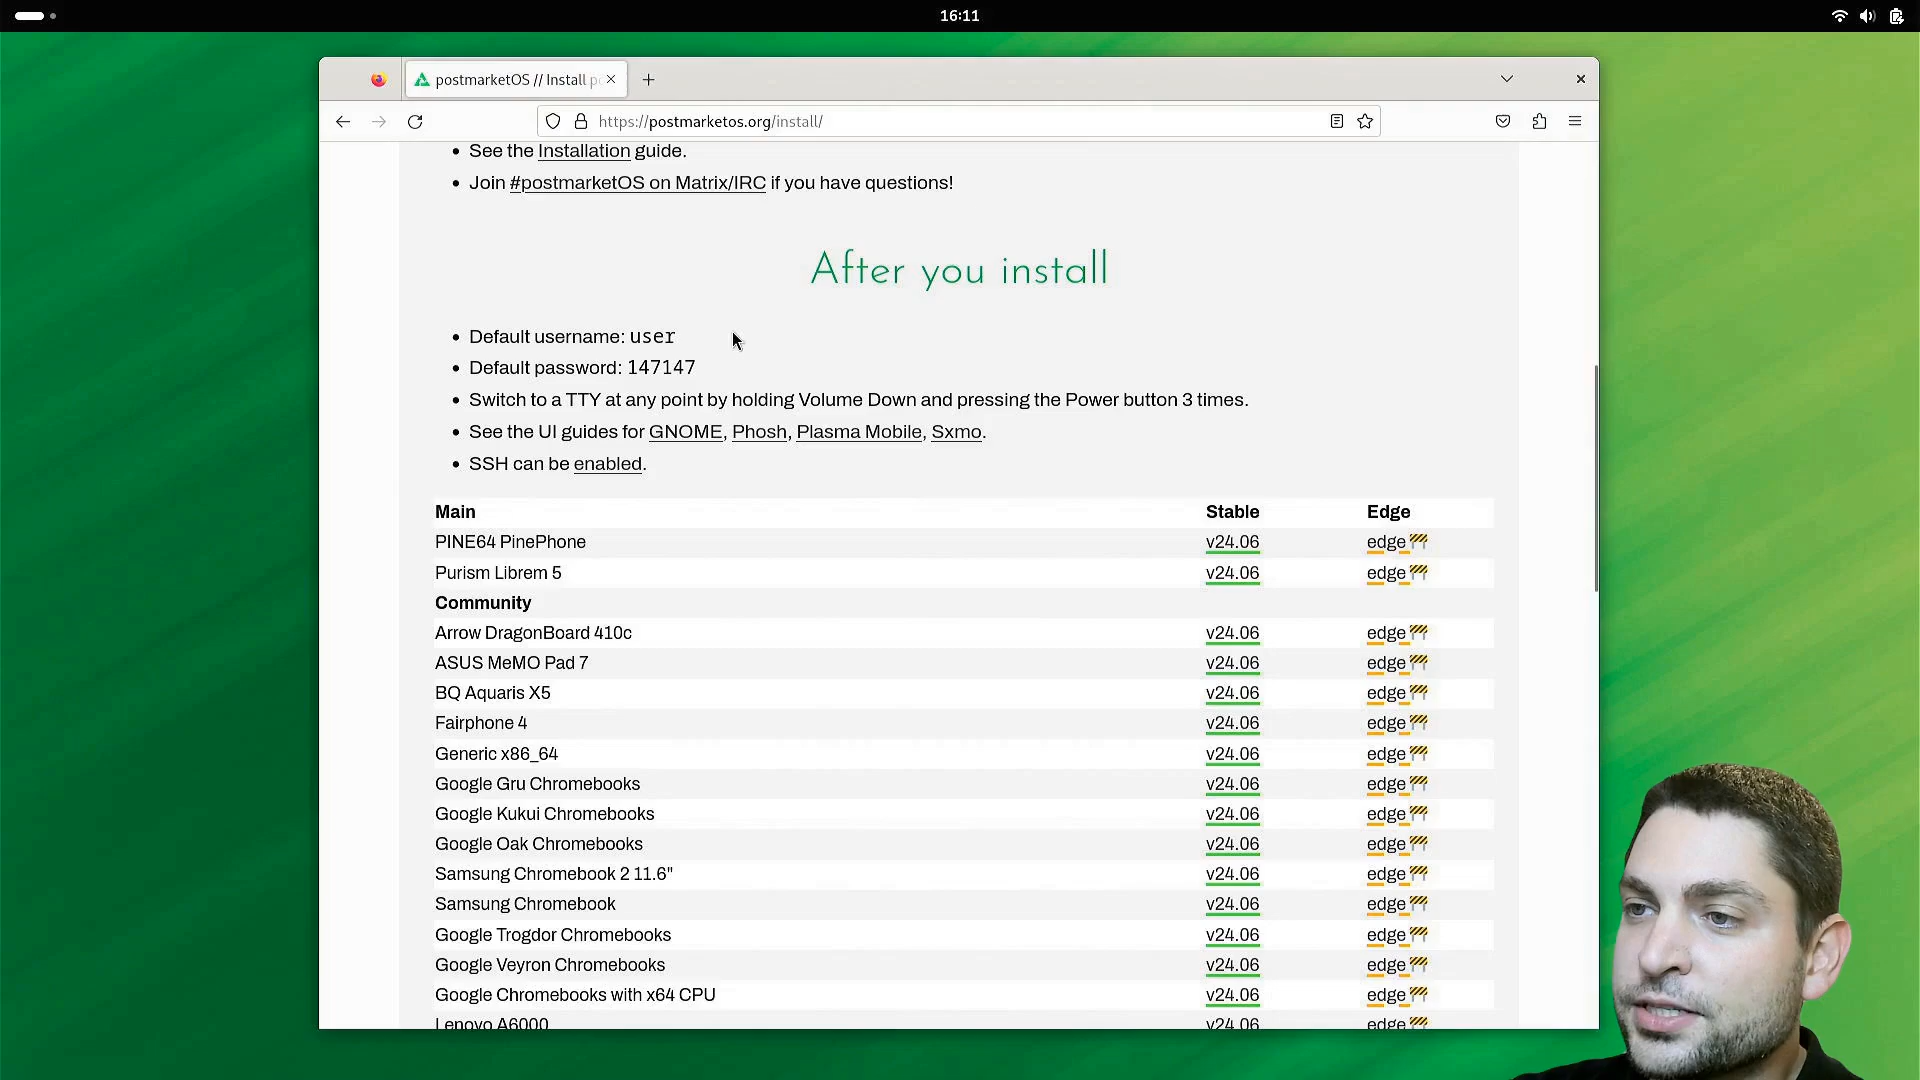 16:11
postmarketOS // Install p
https://postmarketos.org/install/
See the Installation guide.
Join #postmarketOS on Matrix/IRC if you have questions!
After you install
Default username: user
Default password: 147147
Switch to a TTY at any point by holding Volume Down and pressing the Power button 3 times.
See the UI guides for GNOME, Phosh, Plasma Mobile, Sxmo.
SSH can be enabled.
Main Stable Edge
PINE64 PinePhone v24.06 edge
Purism Librem 5 v24.06 edge
Community
Arrow DragonBoard 410c v24.06 edge
ASUS MeMO Pad 7 v24.06 edge
BQ Aquaris X5 v24.06 edge
Fairphone 4 v24.06 edge
Generic x86_64 v24.06 edge
Google Gru Chromebooks v24.06 edge
Google Kukui Chromebooks v24.06 edge
Google Oak Chromebooks v24.06 edge
Samsung Chromebook 2 11.6" v24.06 edge
Samsung Chromebook v24.06 edge
Google Trogdor Chromebooks v24.06 edge
Google Veyron Chromebooks v24.06 edge
Google Chromebooks with x64 CPU v24.06 edge
Lenovo A6000 v24.06 edge